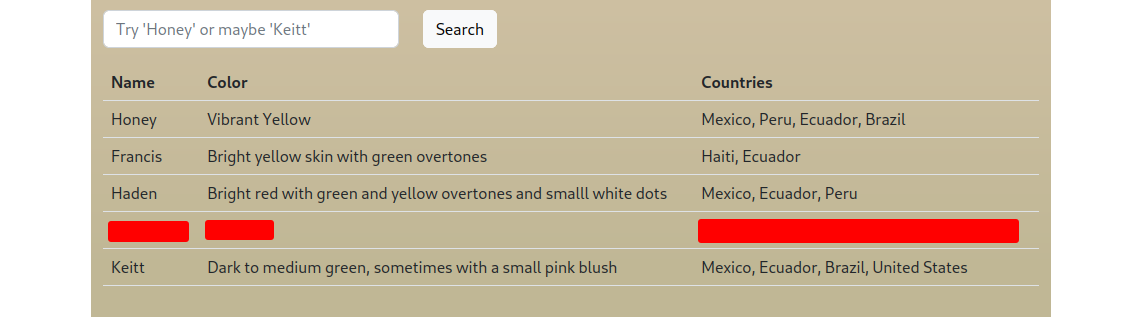 Try 'Honey' or maybe 'Keitt' Search
Name Color Countries
Honey Vibrant Yellow Mexico, Peru, Ecuador, Brazil
Francis Bright yellow skin with green overtones Haiti, Ecuador
Haden Bright red with green and yellow overtones and smalll white dots Mexico, Ecuador, Peru
Keitt Dark to medium green, sometimes with a small pink blush Mexico, Ecuador, Brazil, United States